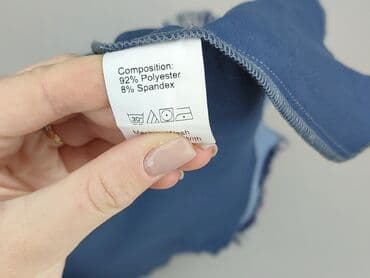 Composition:
92% Polyester
8% Spandex
30°